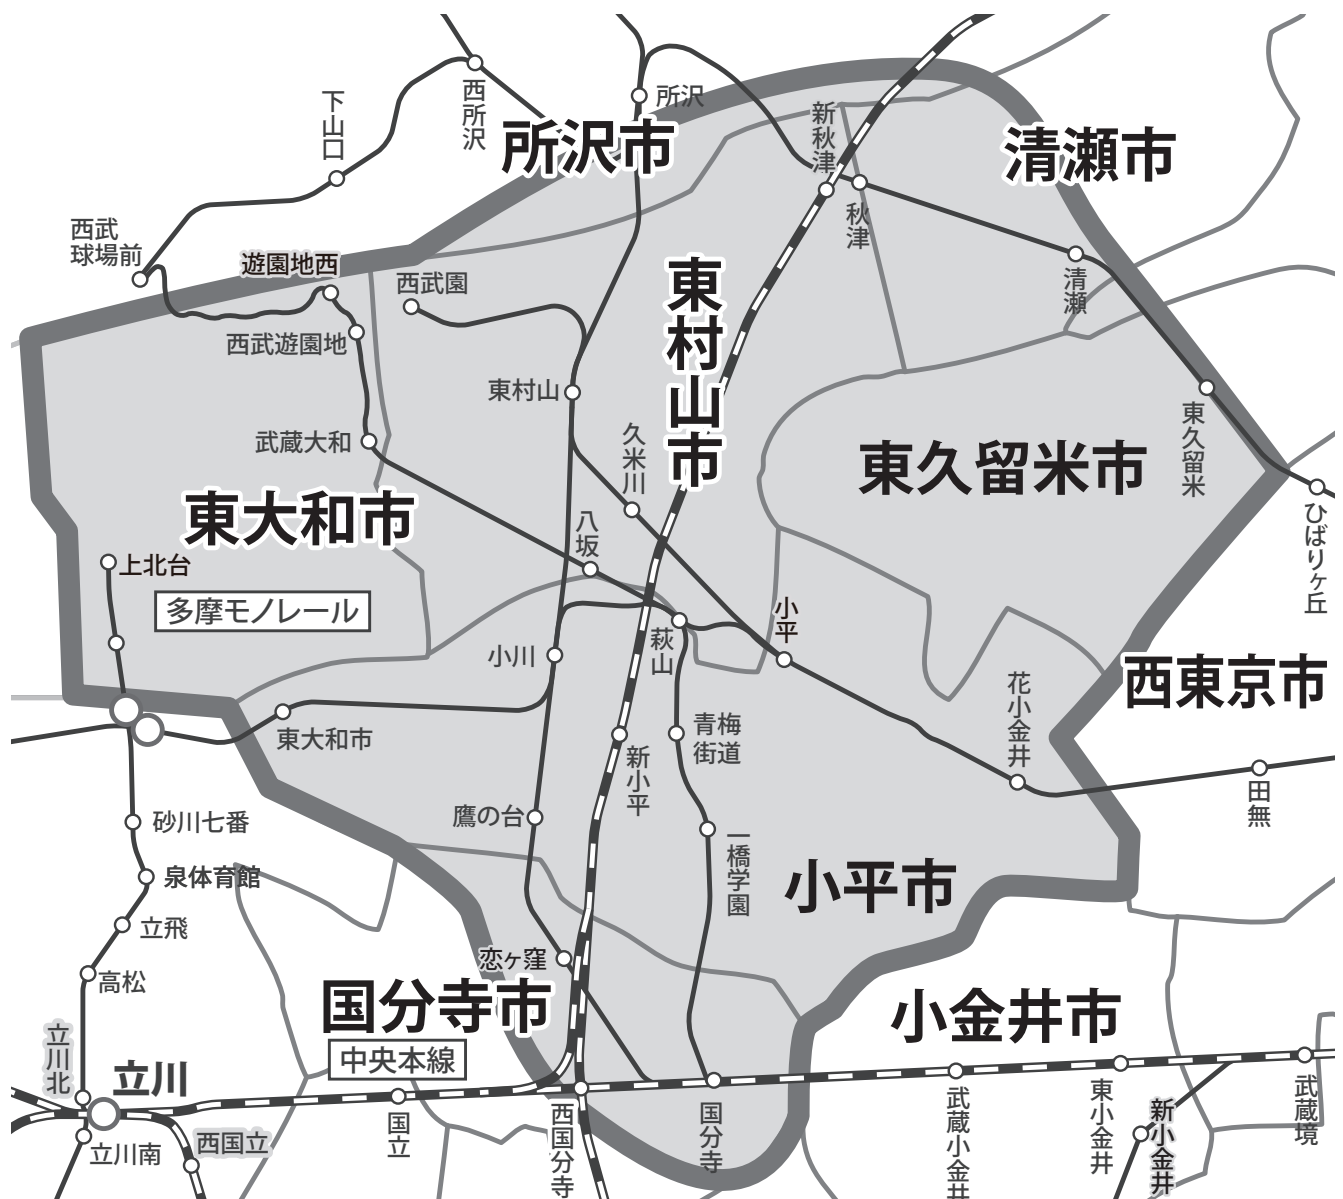 下山口
西所沢
所沢
所沢市
新秋津
清瀬市
秋津
西武
球場前
遊園地西
西武園
清瀬
東村山市
西武遊園地
東村山
東久留米
久米川
武蔵大和
東久留米市
東大和市
八坂
ひばりヶ丘
上北台
多摩モノレール
小平
萩山
小川
西東京市
花小金井
東大和市
青梅
街道
新小平
田無
鷹の台
砂川七番
一橋学園
泉体育館
小平市
立飛
恋ヶ窪
高松
国分寺市
小金井市
立川北
中央本線
立川
国立
西国分寺
国分寺
武蔵小金井
東小金井
新小金井
武蔵境
立川南
西国立